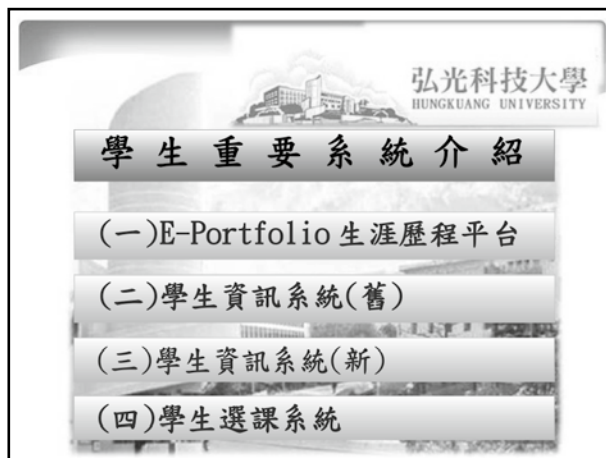 弘光科技大學
HUNGKUANG UNIVERSITY
學生重要系統介紹
(一)E-Portfolio生涯歷程平台
(二)學生資訊系統(舊)
(三)學生資訊系統(新)
(四)學生選課系統